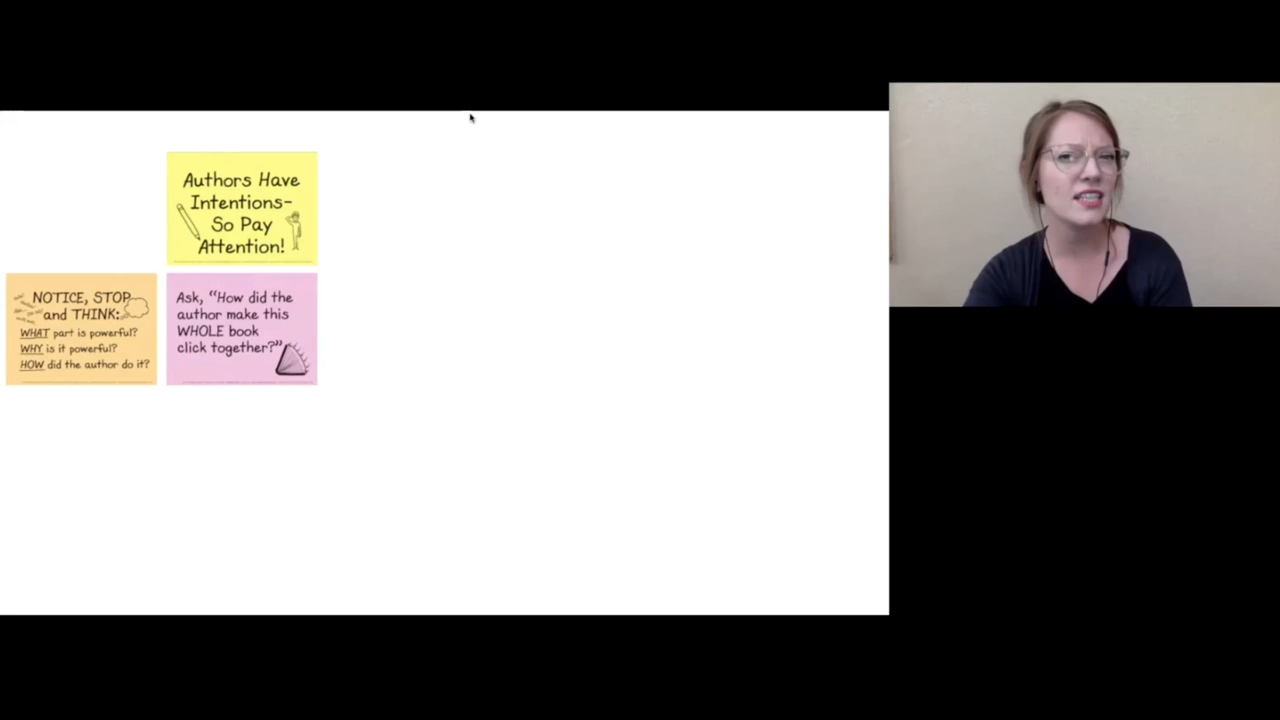 Authors Have
Intentions-
So Pay
Attention!
NOTICE, STOP
and THINK:
WHAT part is powerful?
WHY is it powerful?
HOW did the author do it?
Ask, "How did the
author make this
WHOLE book
click together?"